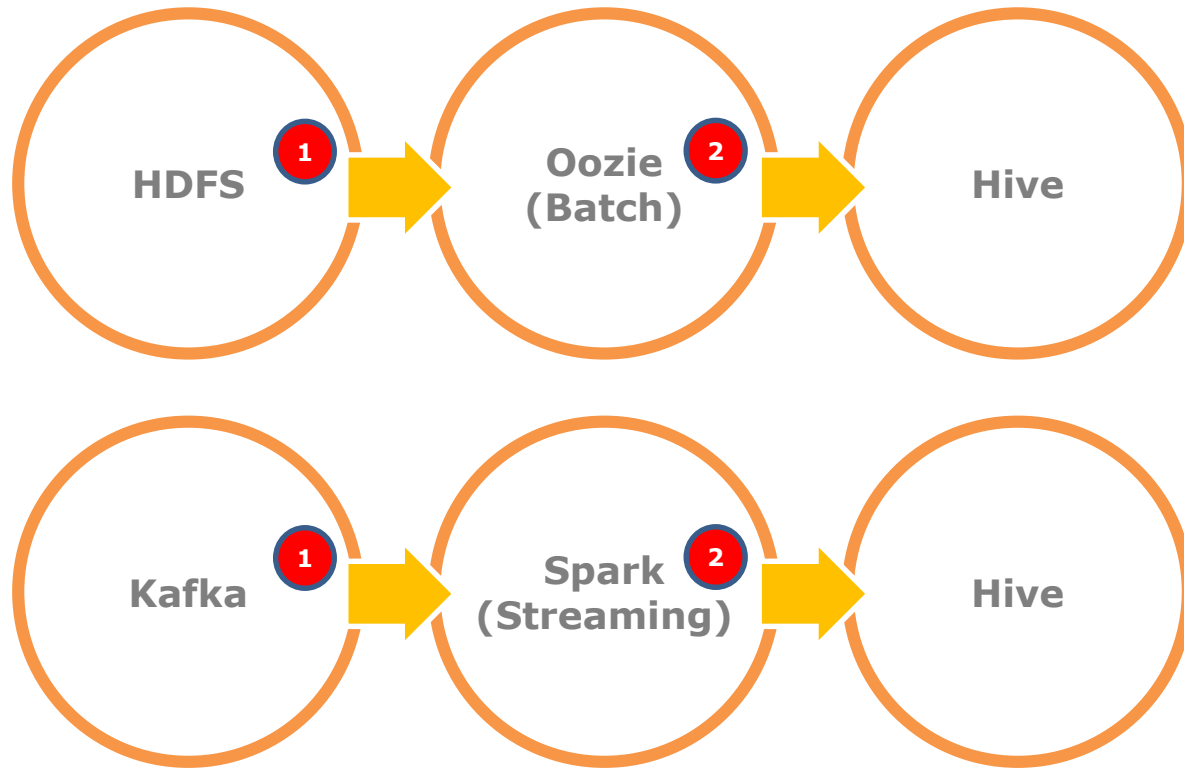 HDFS
1
Oozie
(Batch)
2
Hive
Kafka
1
Spark
(Streaming)
2
Hive